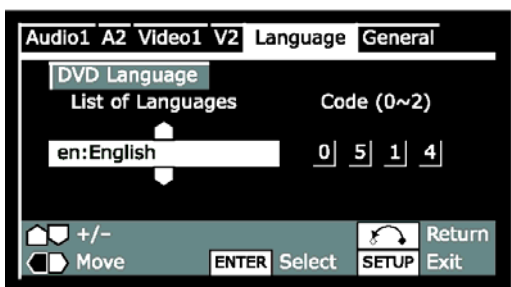 Audio1 A2 Video1 V2 Language General
DVD Language
List of Languages Code (0~2)
en:English 0 5 1 4
+/- Return
Move ENTER Select SETUP Exit